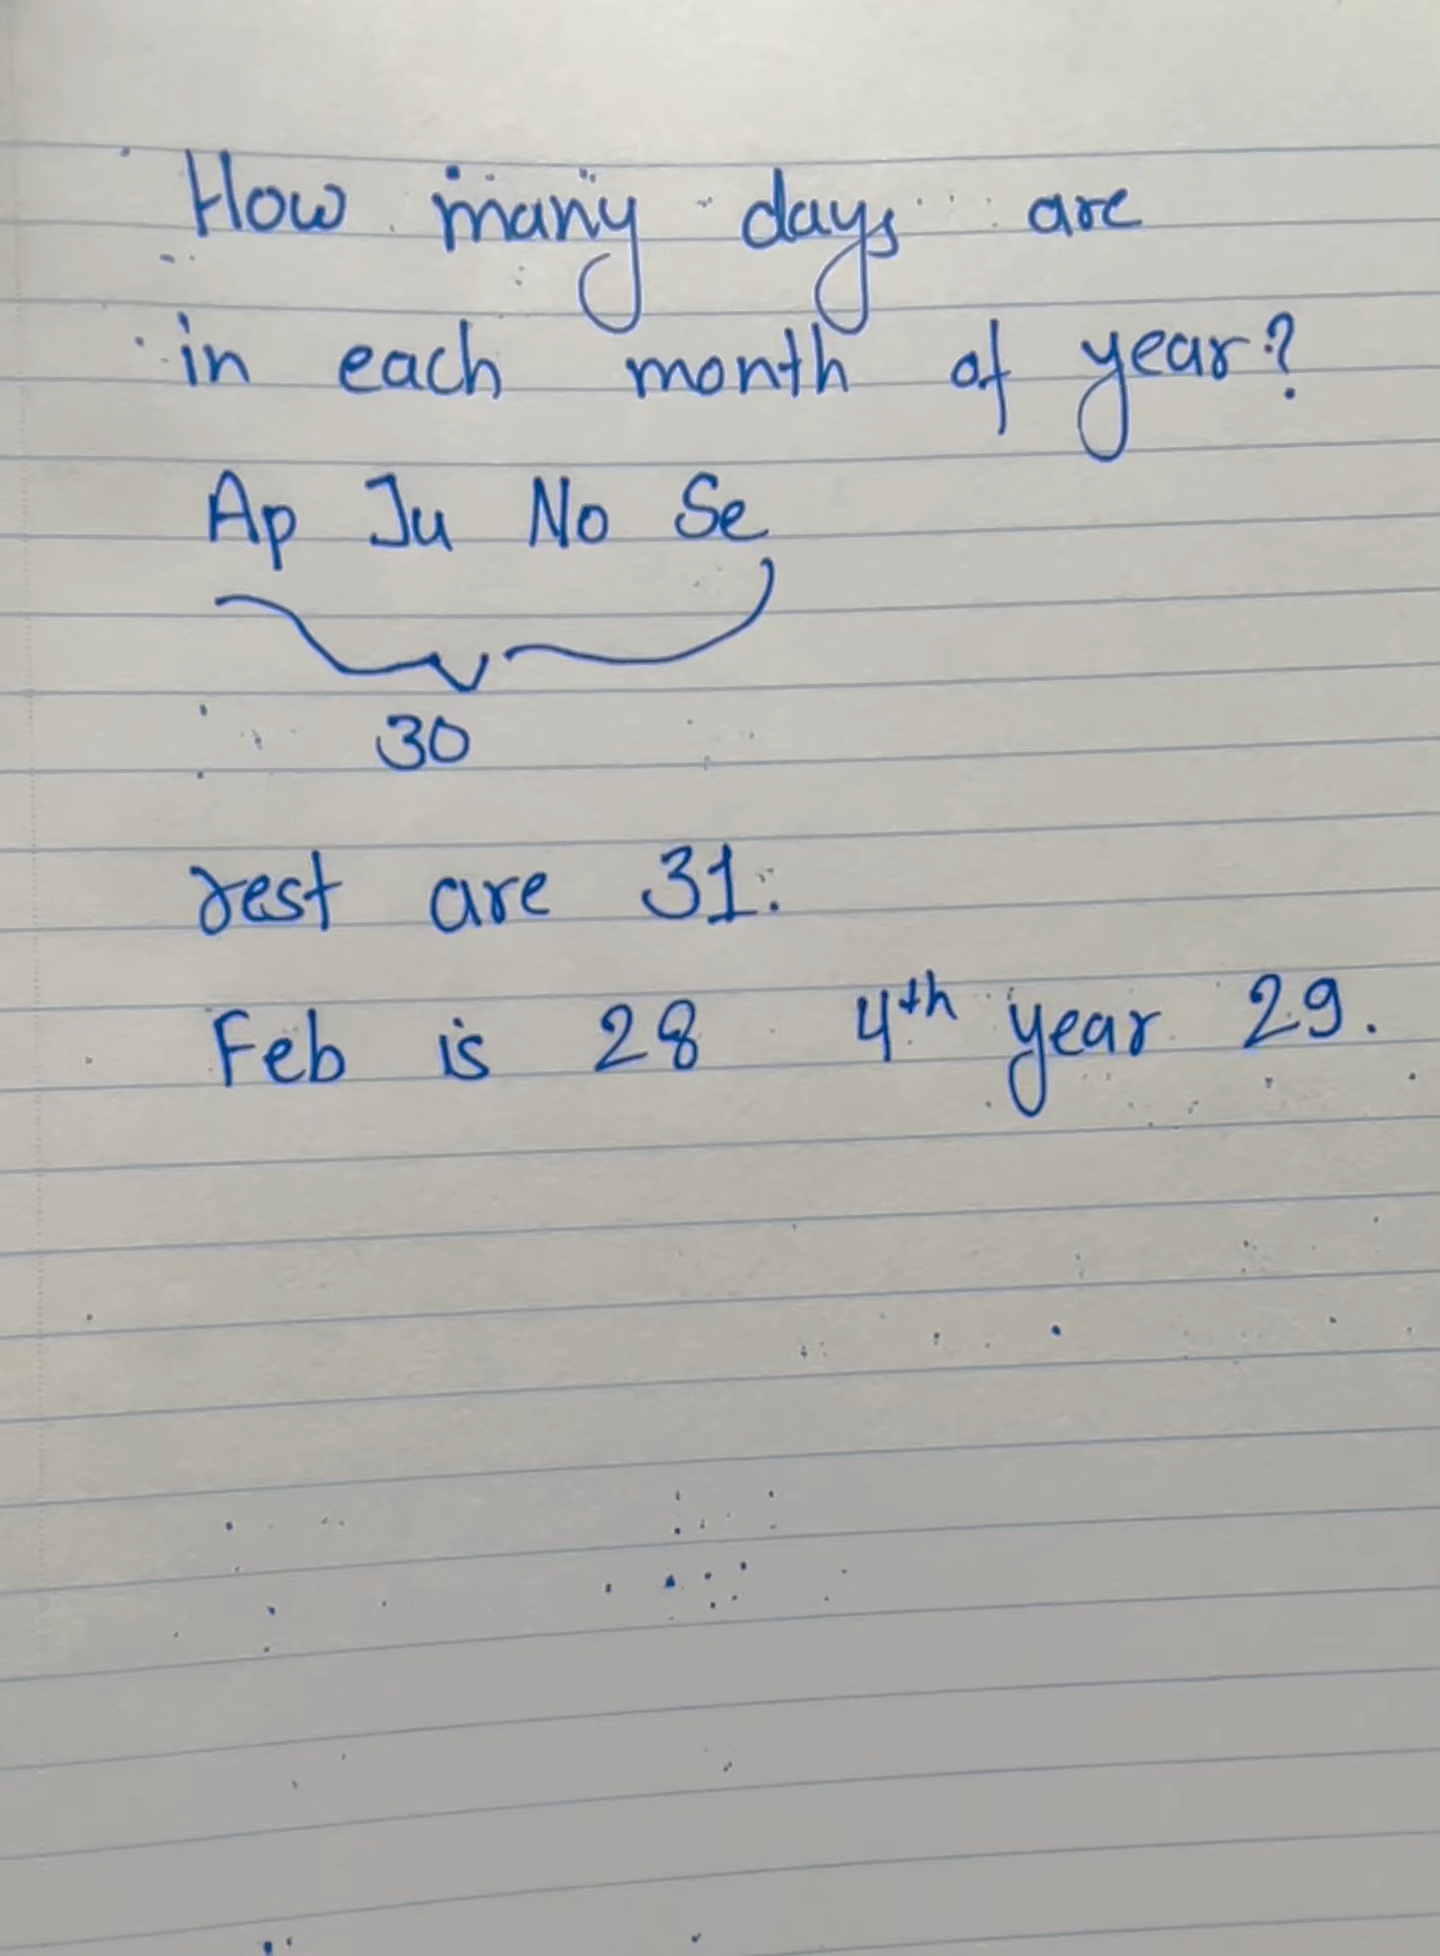 How many days are
in each month of year?
Ap Ju No Se
30
rest are 31.
Feb is 28 4th year 29.